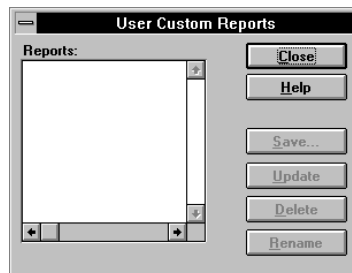 User Custom Reports
Reports:
Close
Help
Save...
Update
Delete
Rename